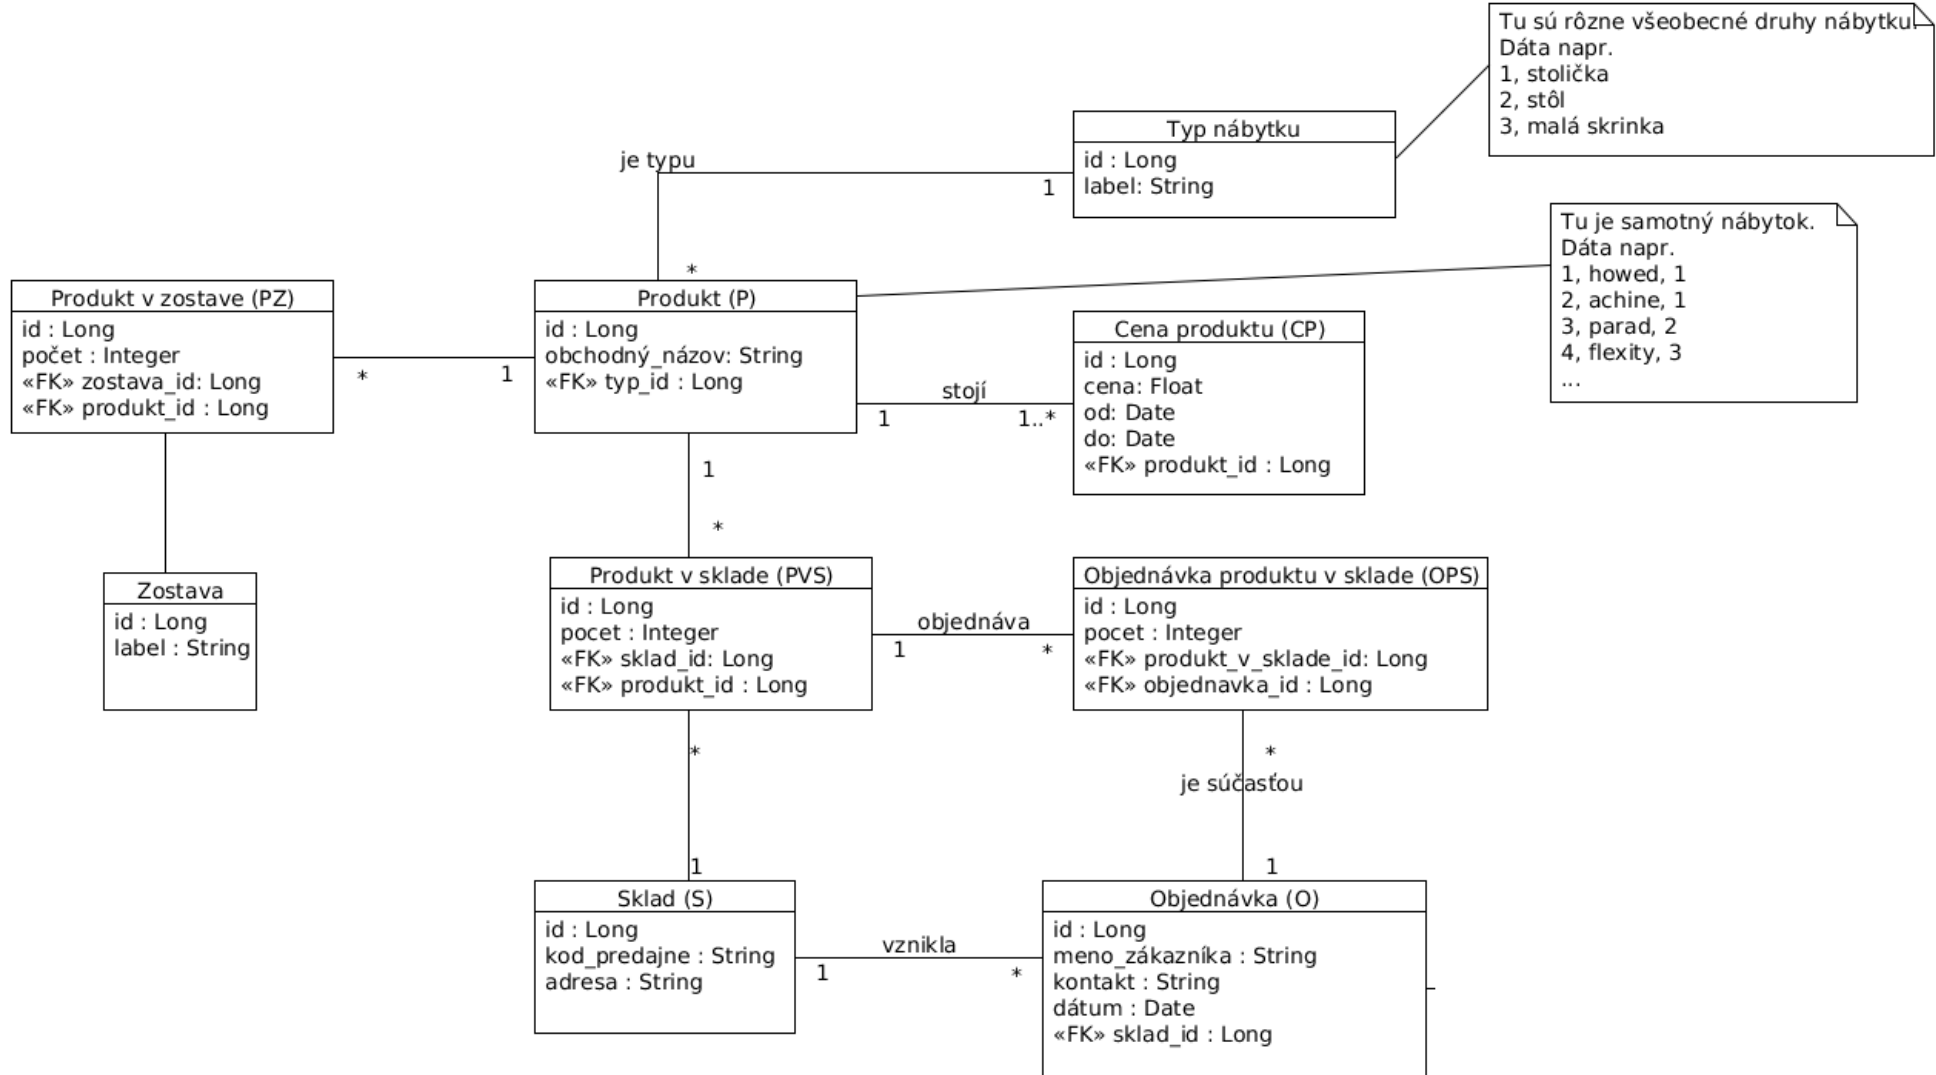 Tu sú rôzne všeobecné druhy nábytku.
Dáta napr.
1, stolička
2, stôl
3, malá skrinka
Typ nábytku
id : Long
label: String
je typu
1
*
Tu je samotný nábytok.
Dáta napr.
1, howed, 1
2, achine, 1
3, parad, 2
4, flexity, 3
...
Produkt v zostave (PZ)
id : Long
počet : Integer
«FK» zostava_id: Long
«FK» produkt_id : Long
*
1
Produkt (P)
id : Long
obchodný_názov: String
«FK» typ_id : Long
stojí
1
1..*
Cena produktu (CP)
id : Long
cena: Float
od: Date
do: Date
«FK» produkt_id : Long
1
*
Zostava
id : Long
label : String
Produkt v sklade (PVS)
id : Long
pocet : Integer
«FK» sklad_id: Long
«FK» produkt_id : Long
objednáva
1
*
Objednávka produktu v sklade (OPS)
id : Long
pocet : Integer
«FK» produkt_v_sklade_id: Long
«FK» objednavka_id : Long
*
1
*
je súčasťou
1
Sklad (S)
id : Long
kod_predajne : String
adresa : String
vznikla
1
*
Objednávka (O)
id : Long
meno_zákazníka : String
kontakt : String
dátum : Date
«FK» sklad_id : Long